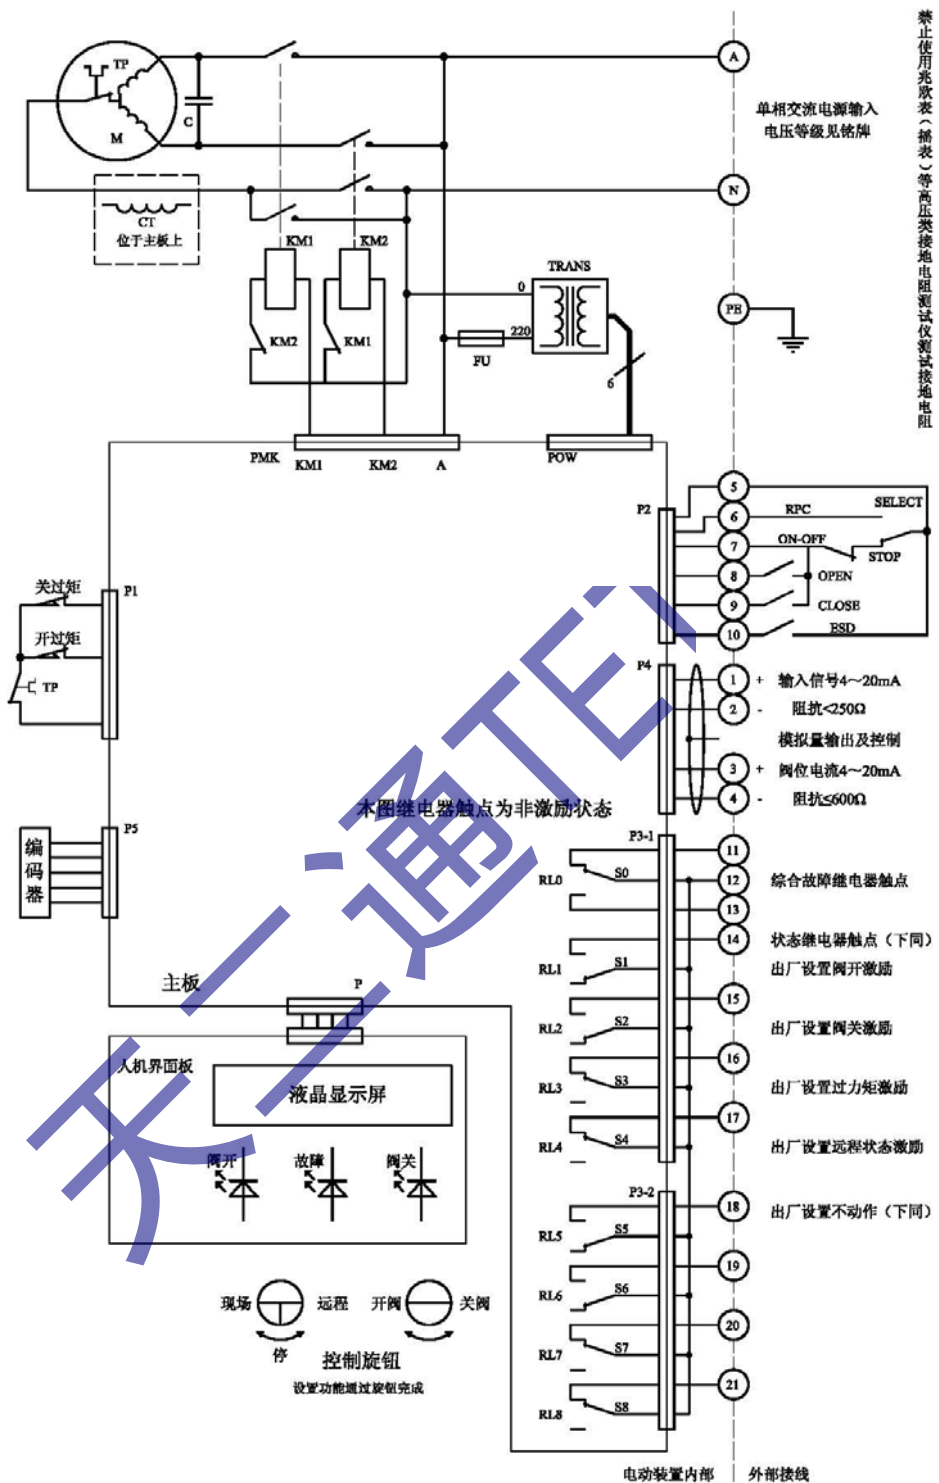 禁止使用兆欧表（摇表）等高压类接地电阻测试仪测试接地电阻
TP
M
C
A
单相交流电源输入
电压等级见铭牌
N
CT
位于主板上
KM1
KM2
TRANS
0
220
KM2
KM1
FU
6
PE
PMK
KM1
KM2
A
POW
P2
5
6
RPC
SELECT
7
ON-OFF
STOP
8
OPEN
9
CLOSE
10
ESD
关过矩
P1
开过矩
TP
P4
1
+
输入信号4～20mA
2
-
阻抗<250Ω
模拟量输出及控制
3
+
阀位电流4～20mA
4
-
阻抗≤600Ω
本图继电器触点为非激励状态
P5
编码器
P3-1
11
RL0
S0
12
综合故障继电器触点
13
14
状态继电器触点（下同）
RL1
S1
出厂设置阀开激励
15
RL2
S2
出厂设置阀关激励
16
RL3
S3
出厂设置过力矩激励
17
RL4
S4
出厂设置远程状态激励
主板
P
人机界面板
液晶显示屏
阀开
故障
阀关
P3-2
18
出厂设置不动作（下同）
RL5
S5
19
RL6
S6
20
RL7
S7
21
RL8
S8
现场
远程
停
开阀
关阀
控制旋钮
设置功能通过旋钮完成
电动装置内部
外部接线
天二通TE